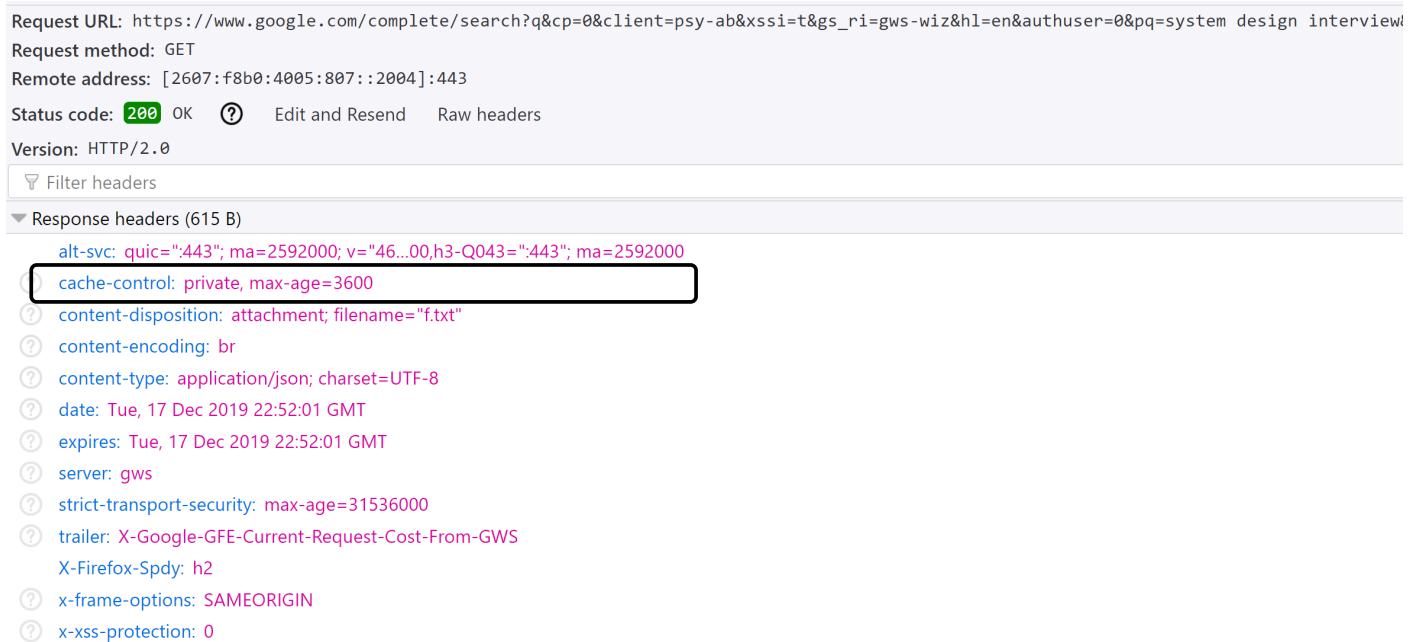 Request URL: https://www.google.com/complete/search?q&cp=0&client=psy-ab&xssi=t&gs_ri=gws-wiz&hl=en&authuser=0&pq=system design interview&
Request method: GET
Remote address: [2607:f8b0:4005:807::2004]:443
Status code: 200 OK ? Edit and Resend Raw headers
Version: HTTP/2.0
Filter headers
Response headers (615 B)
alt-svc: quic=":443"; ma=2592000; v="46...00,h3-Q043=":443"; ma=2592000
cache-control: private, max-age=3600
? content-disposition: attachment; filename="f.txt"
? content-encoding: br
? content-type: application/json; charset=UTF-8
? date: Tue, 17 Dec 2019 22:52:01 GMT
? expires: Tue, 17 Dec 2019 22:52:01 GMT
? server: gws
? strict-transport-security: max-age=31536000
? trailer: X-Google-GFE-Current-Request-Cost-From-GWS
X-Firefox-Spdy: h2
? x-frame-options: SAMEORIGIN
? x-xss-protection: 0